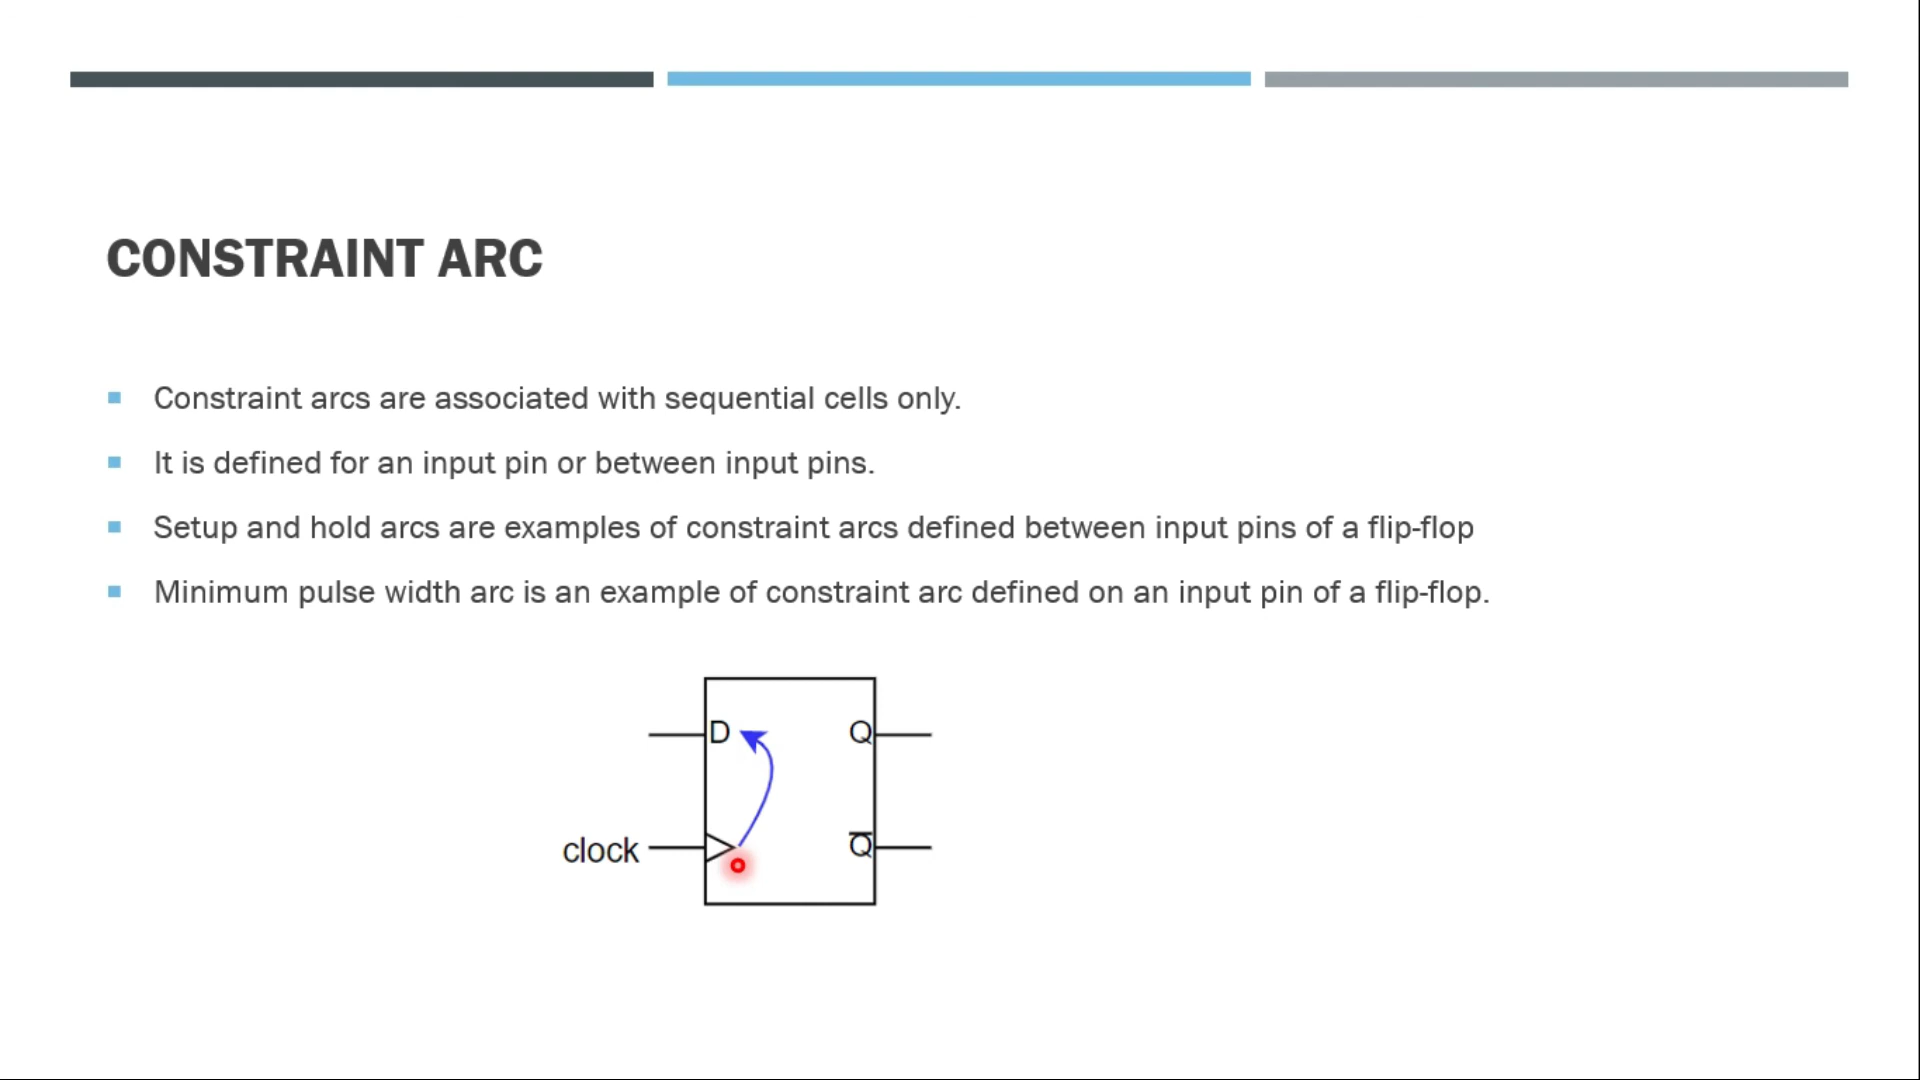 CONSTRAINT ARC
Constraint arcs are associated with sequential cells only.
It is defined for an input pin or between input pins.
Setup and hold arcs are examples of constraint arcs defined between input pins of a flip-flop
Minimum pulse width arc is an example of constraint arc defined on an input pin of a flip-flop.
D Q
clock Q̅